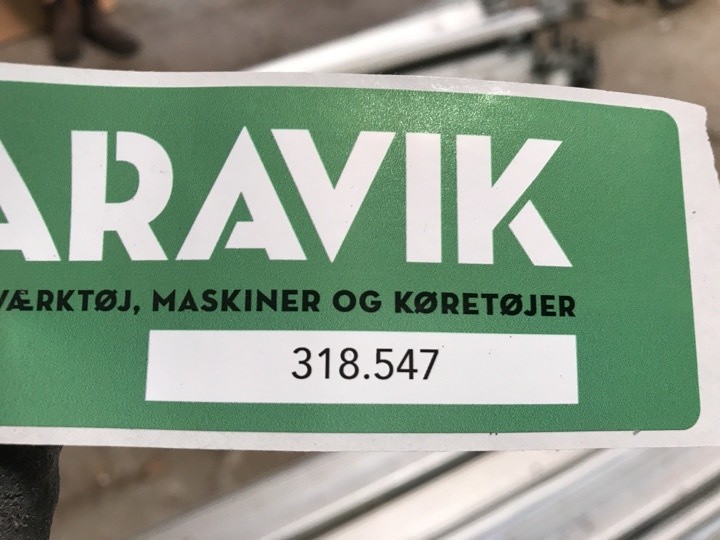 ARAVIK
VÆRKTØJ, MASKINER OG KØRETØJER
318.547